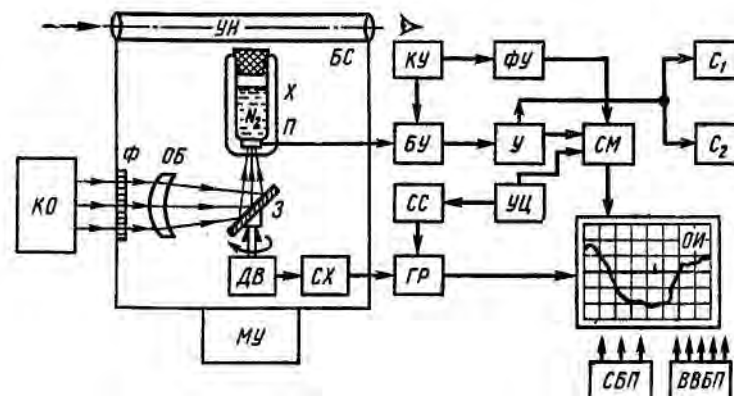 УН
БС
Х
N₂
П
Ф
ОБ
КО
З
ДВ
СХ
МУ
КУ
ФУ
С₁
БУ
У
СМ
С₂
СС
УЦ
ГР
ОИ
СБП
ВВБП